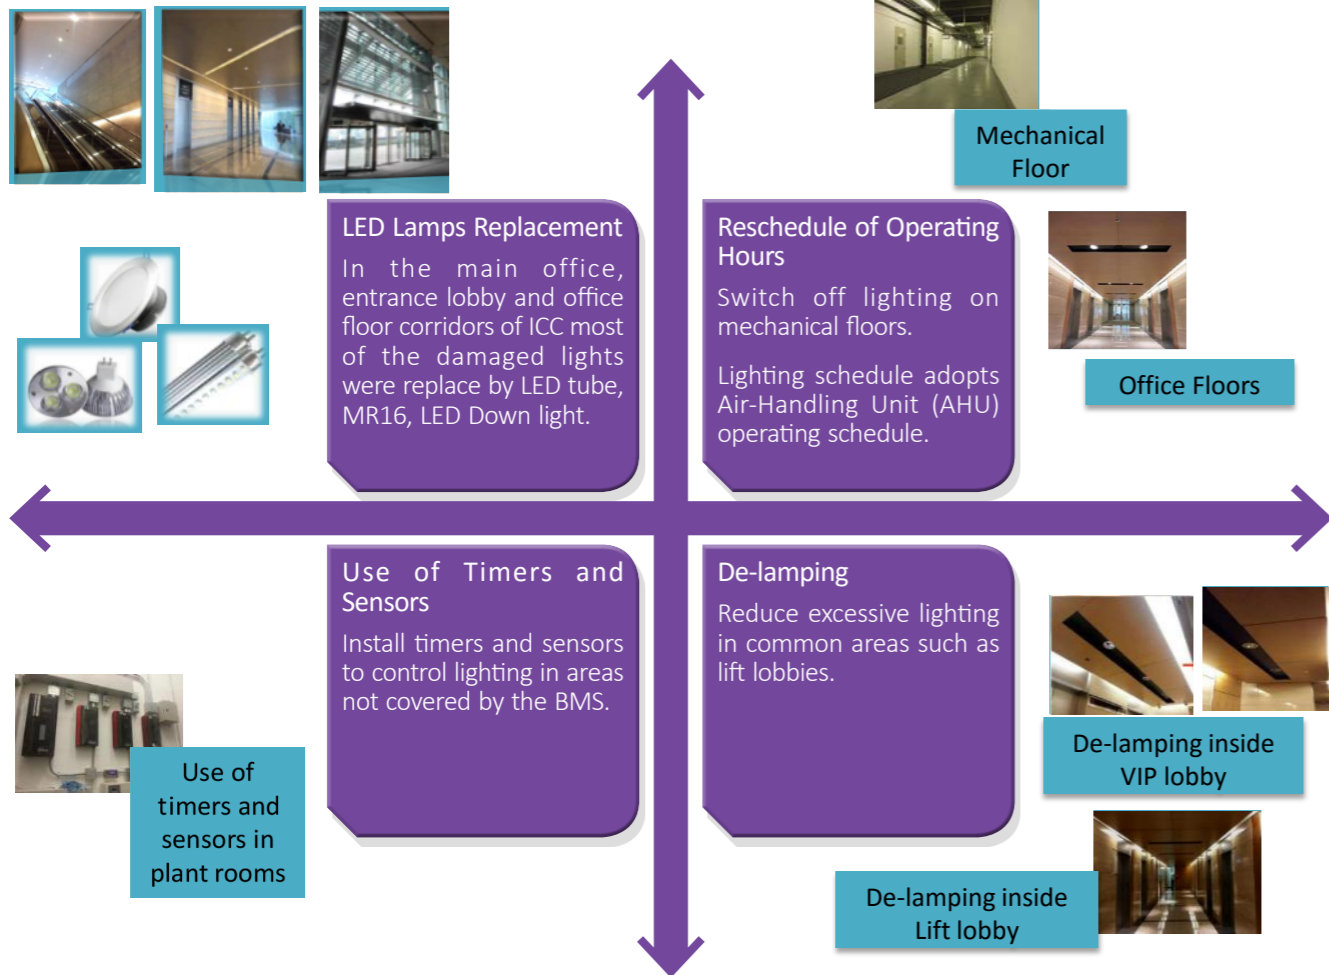 Mechanical
Floor
LED Lamps Replacement
In the main office,
entrance lobby and office
floor corridors of ICC most
of the damaged lights
were replace by LED tube,
MR16, LED Down light.
Reschedule of Operating
Hours
Switch off lighting on
mechanical floors.
Lighting schedule adopts
Air-Handling Unit (AHU)
operating schedule.
Office Floors
Use of Timers and
Sensors
Install timers and sensors
to control lighting in areas
not covered by the BMS.
De-lamping
Reduce excessive lighting
in common areas such as
lift lobbies.
Use of
timers and
sensors in
plant rooms
De-lamping inside
VIP lobby
De-lamping inside
Lift lobby